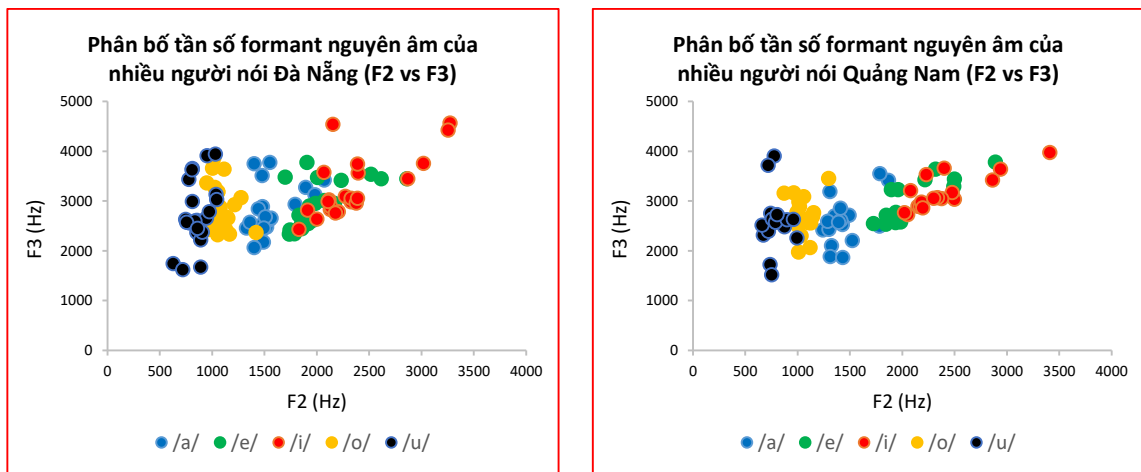 Phân bố tần số formant nguyên âm của
nhiều người nói Đà Nẵng (F2 vs F3)
5000
4000
3000
2000
1000
0
F3 (Hz)
0 500 1000 1500 2000 2500 3000 3500 4000
F2 (Hz)
/a/ /e/ /i/ /o/ /u/
Phân bố tần số formant nguyên âm của
nhiều người nói Quảng Nam (F2 vs F3)
5000
4000
3000
2000
1000
0
F3 (Hz)
0 500 1000 1500 2000 2500 3000 3500 4000
F2 (Hz)
/a/ /e/ /i/ /o/ /u/